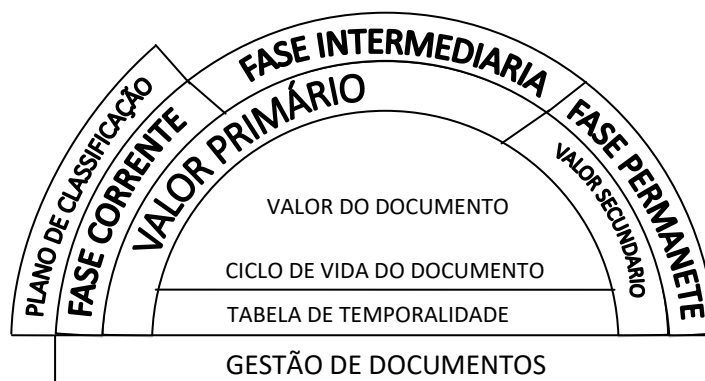 PLANO DE CLASSIFICAÇÃO
FASE CORRENTE
FASE INTERMEDIARIA
FASE PERMANETE
VALOR PRIMÁRIO
VALOR SECUNDARIO
VALOR DO DOCUMENTO
CICLO DE VIDA DO DOCUMENTO
TABELA DE TEMPORALIDADE
GESTÃO DE DOCUMENTOS